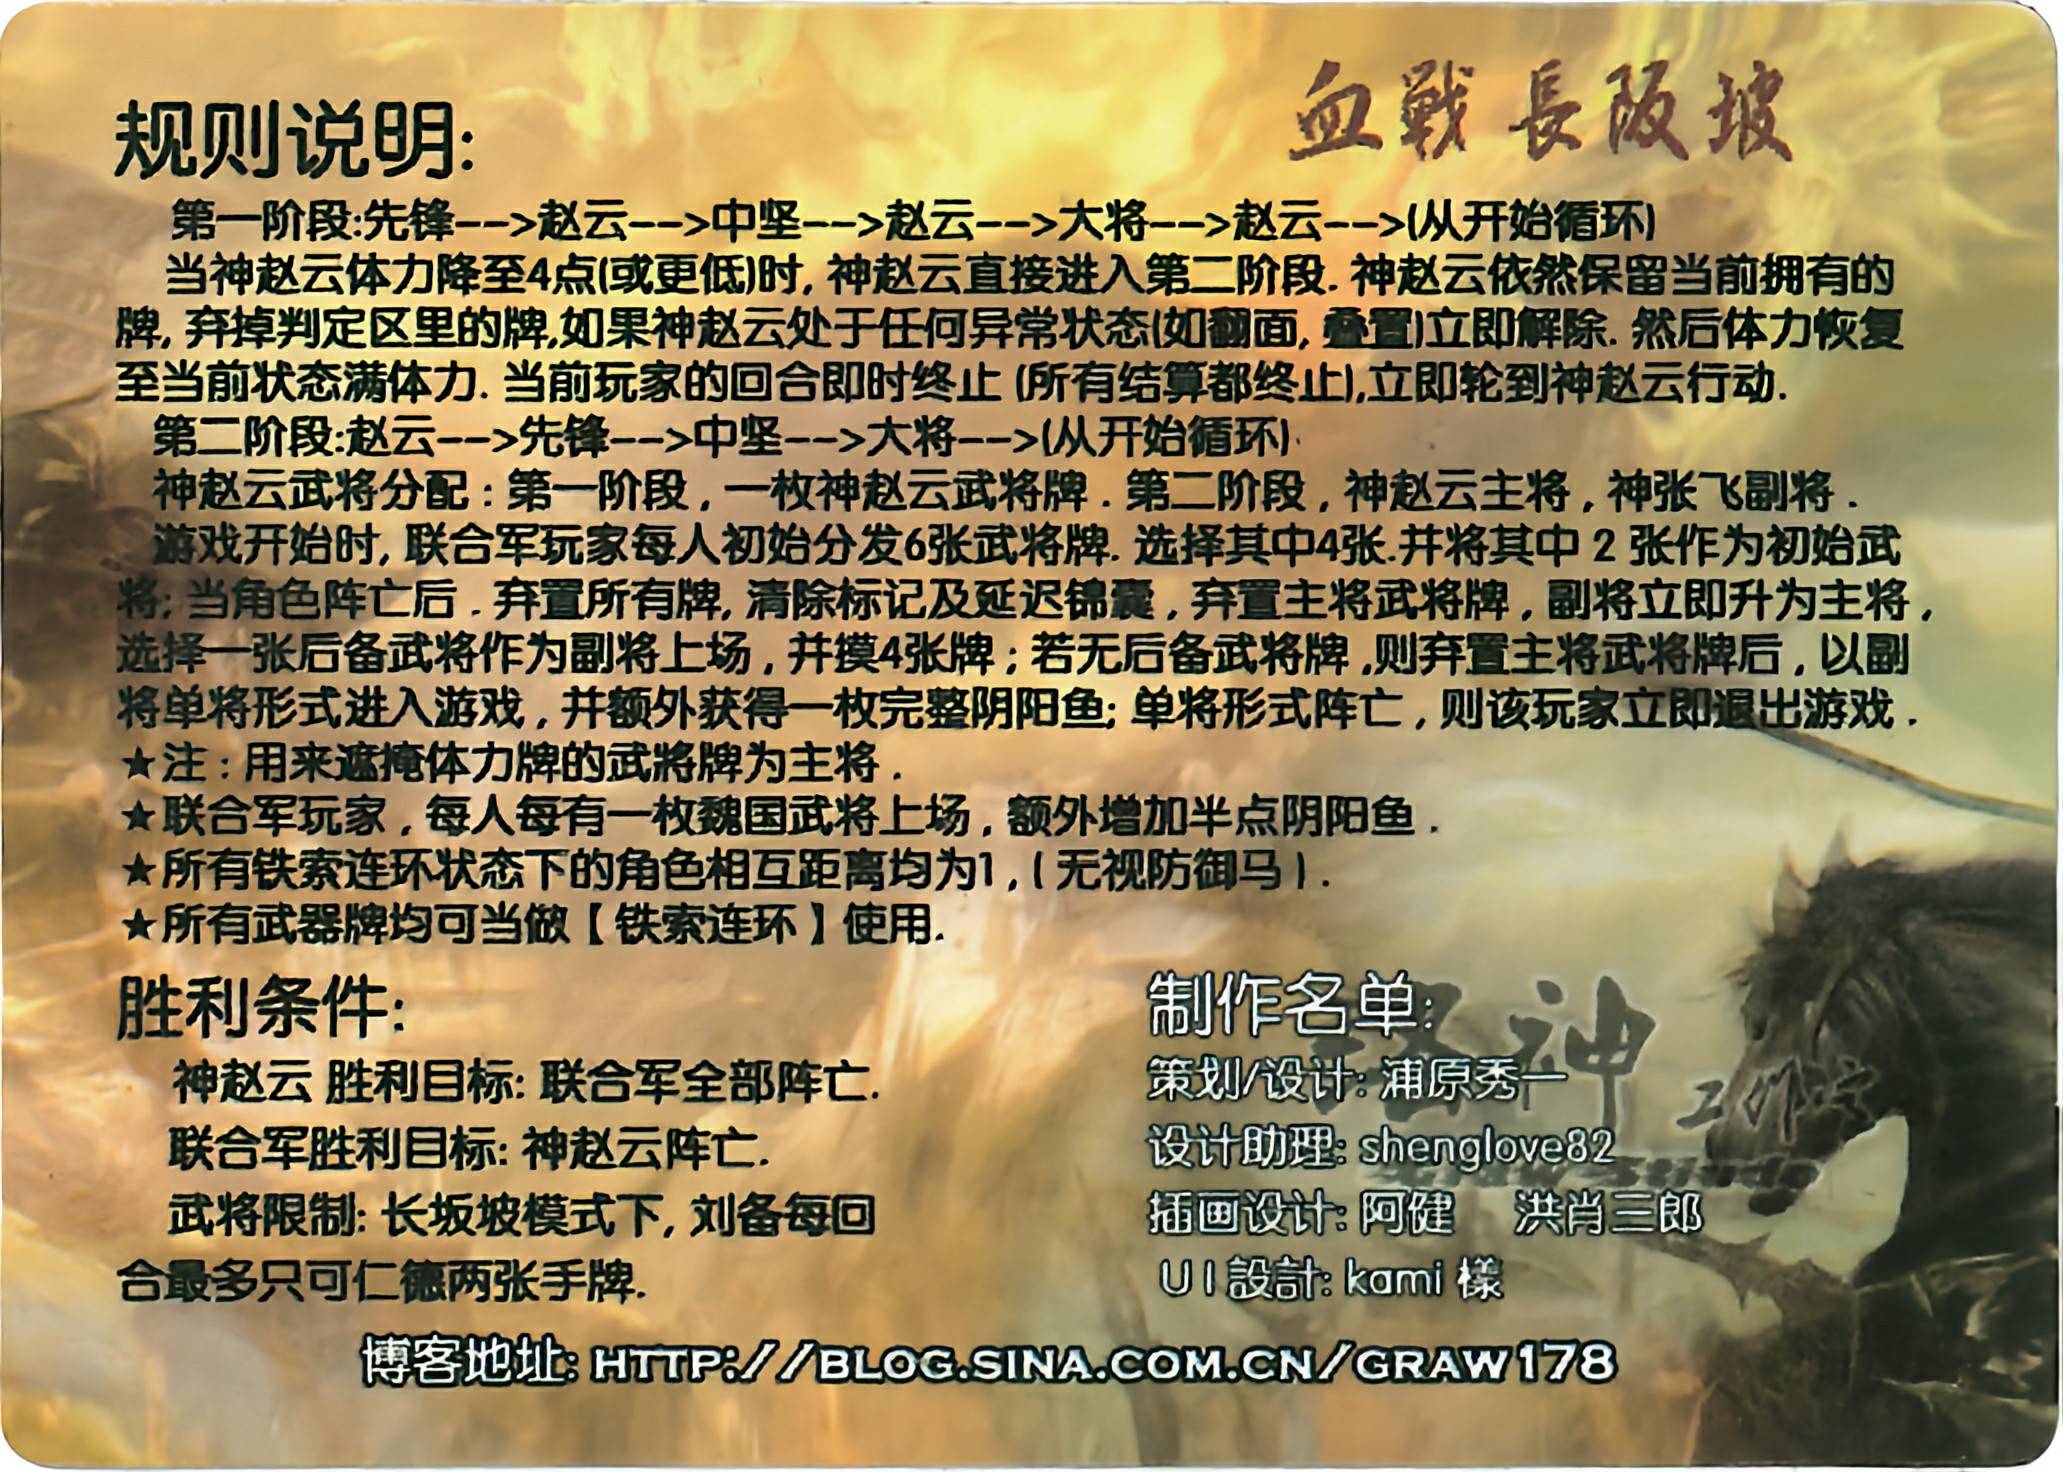 血戰長阪坡
规则说明:
第一阶段:先锋-->赵云-->中坚-->赵云-->大将-->赵云-->(从开始循环)
当神赵云体力降至4点(或更低)时, 神赵云直接进入第二阶段. 神赵云依然保留当前拥有的
牌, 弃掉判定区里的牌,如果神赵云处于任何异常状态(如翻面, 叠置)立即解除. 然后体力恢复
至当前状态满体力. 当前玩家的回合即时终止 (所有结算都终止),立即轮到神赵云行动.
第二阶段:赵云-->先锋-->中坚-->大将-->(从开始循环)
神赵云武将分配 : 第一阶段 , 一枚神赵云武将牌 . 第二阶段 , 神赵云主将 , 神张飞副将 .
游戏开始时, 联合军玩家每人初始分发6张武将牌. 选择其中4张.并将其中 2 张作为初始武
将; 当角色阵亡后 . 弃置所有牌, 清除标记及延迟锦囊 , 弃置主将武将牌 , 副将立即升为主将 ,
选择一张后备武将作为副将上场 , 并摸4张牌 ; 若无后备武将牌 ,则弃置主将武将牌后 , 以副
将单将形式进入游戏 , 并额外获得一枚完整阴阳鱼; 单将形式阵亡 , 则该玩家立即退出游戏 .
★注 : 用来遮掩体力牌的武将牌为主将 .
★联合军玩家 , 每人每有一枚魏国武将上场 , 额外增加半点阴阳鱼 .
★所有铁索连环状态下的角色相互距离均为1 , ( 无视防御马 ) .
★所有武器牌均可当做【铁索连环】使用.
胜利条件:
神赵云 胜利目标: 联合军全部阵亡.
联合军胜利目标: 神赵云阵亡.
武将限制: 长坂坡模式下, 刘备每回
合最多只可仁德两张手牌.
制作名单:
策划/设计: 浦原秀一
设计助理: shenglove82
插画设计: 阿健 洪肖三郎
UI設計: kami 樣
神
工作室
博客地址: HTTP://BLOG.SINA.COM.CN/GRAW178